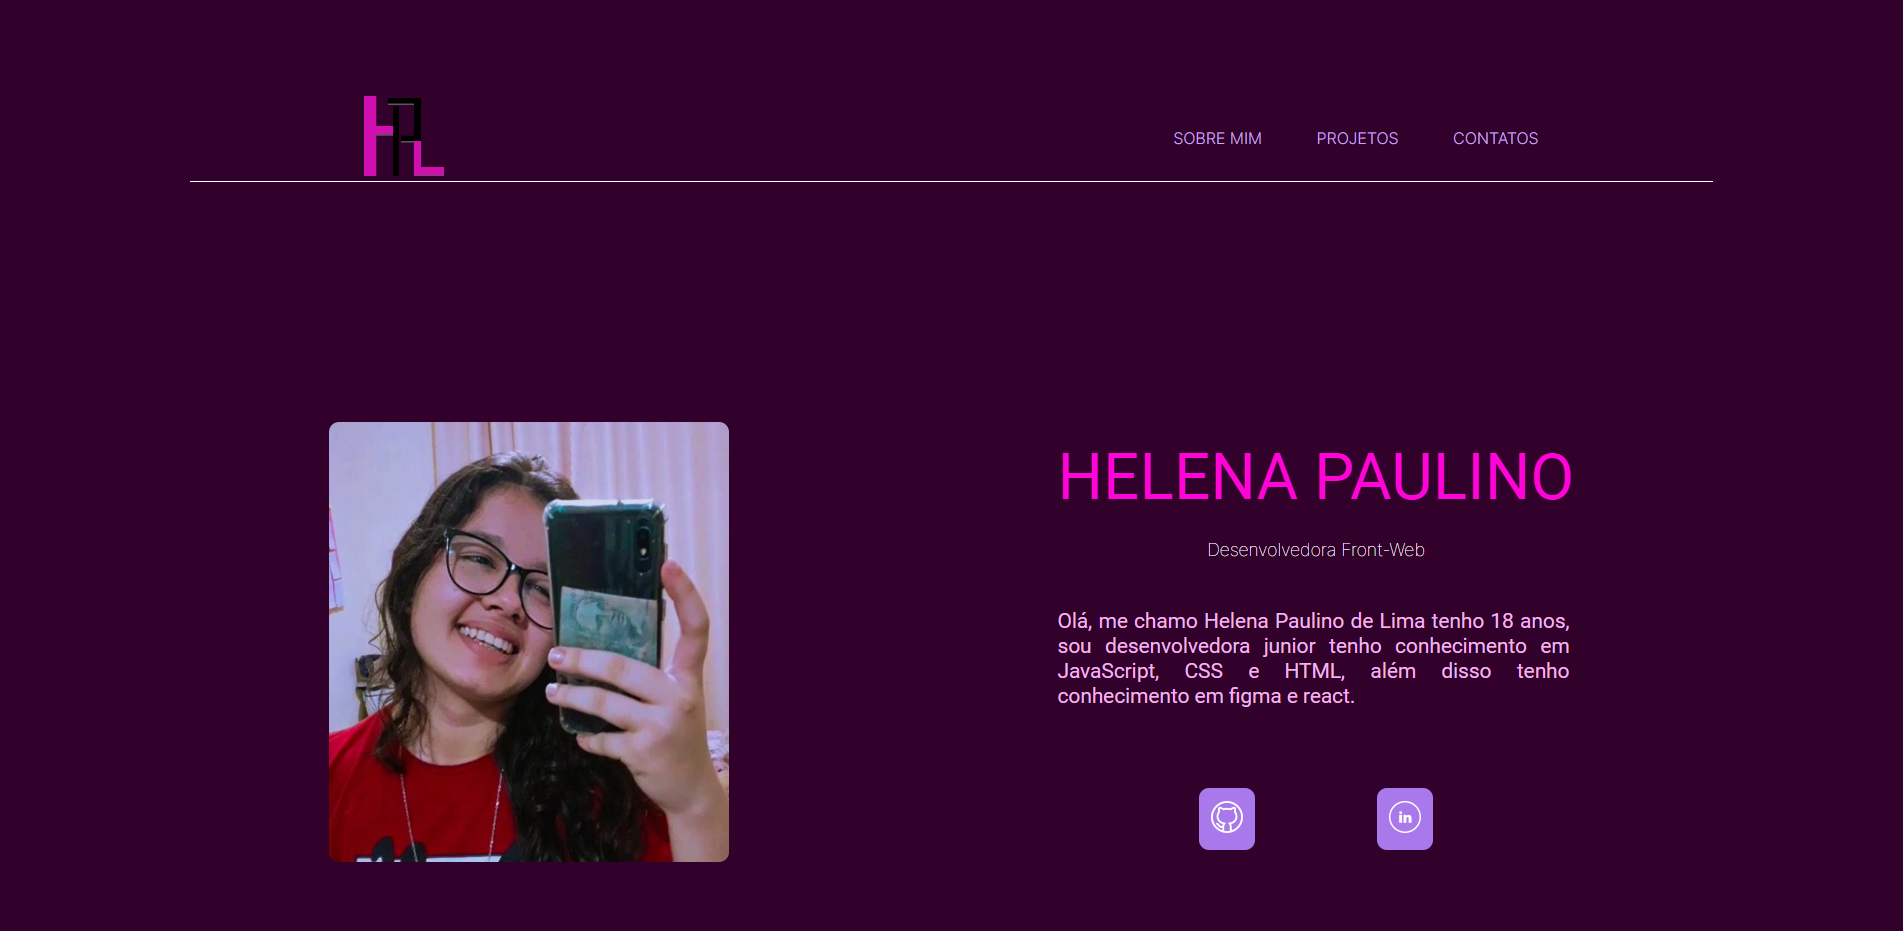 HPL
SOBRE MIM PROJETOS CONTATOS
HELENA PAULINO
Desenvolvedora Front-Web
Olá, me chamo Helena Paulino de Lima tenho 18 anos,
sou desenvolvedora junior tenho conhecimento em
JavaScript, CSS e HTML, além disso tenho
conhecimento em figma e react.
in